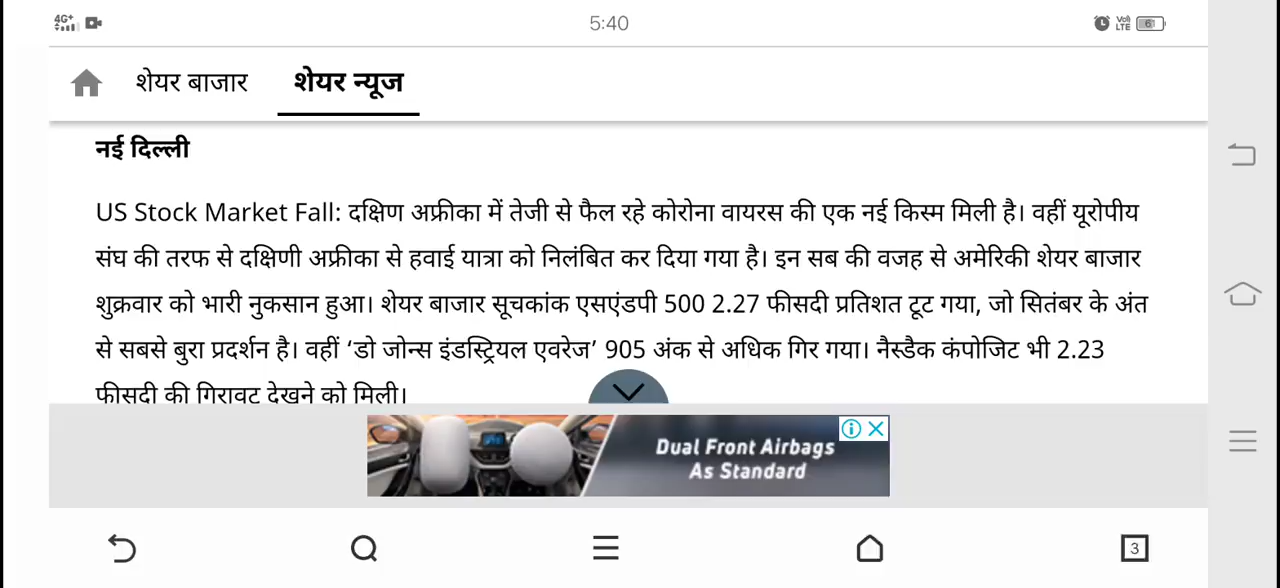 4G+
5:40
Vo)
LTE
61
शेयर बाजार
शेयर न्यूज
नई दिल्ली
US Stock Market Fall: दक्षिण अफ्रीका में तेजी से फैल रहे कोरोना वायरस की एक नई किस्म मिली है। वहीं यूरोपीय
संघ की तरफ से दक्षिणी अफ्रीका से हवाई यात्रा को निलंबित कर दिया गया है। इन सब की वजह से अमेरिकी शेयर बाजार
शुक्रवार को भारी नुकसान हुआ। शेयर बाजार सूचकांक एसएंडपी 500 2.27 फीसदी प्रतिशत टूट गया, जो सितंबर के अंत
से सबसे बुरा प्रदर्शन है। वहीं ‘डो जोन्स इंडस्ट्रियल एवरेज’ 905 अंक से अधिक गिर गया। नैस्डैक कंपोजिट भी 2.23
फीसदी की गिरावट देखने को मिली।
Dual Front Airbags
As Standard
3